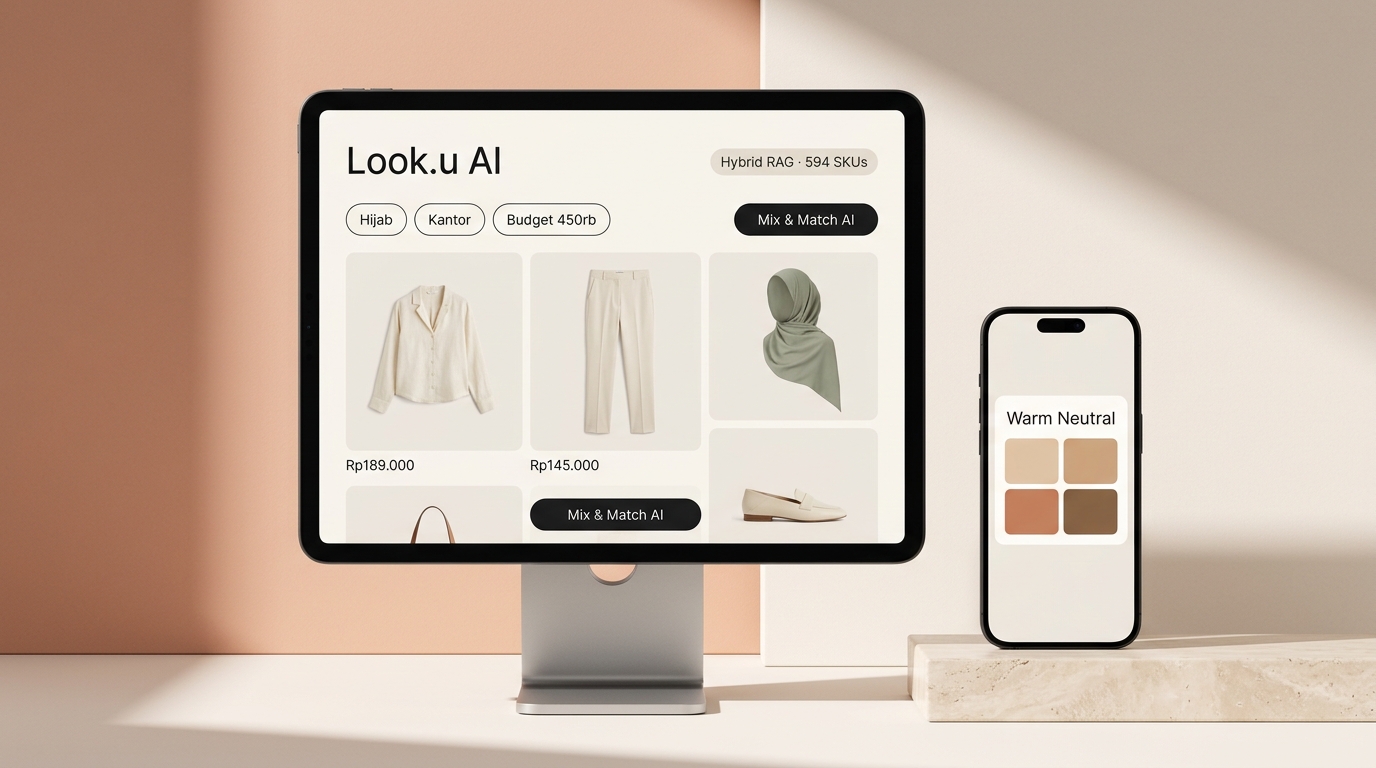 Look.u AI
Hybrid RAG · 594 SKUs
Hijab
Kantor
Budget 450rb
Mix & Match AI
Rp189.000
Rp145.000
Mix & Match AI
Warm Neutral